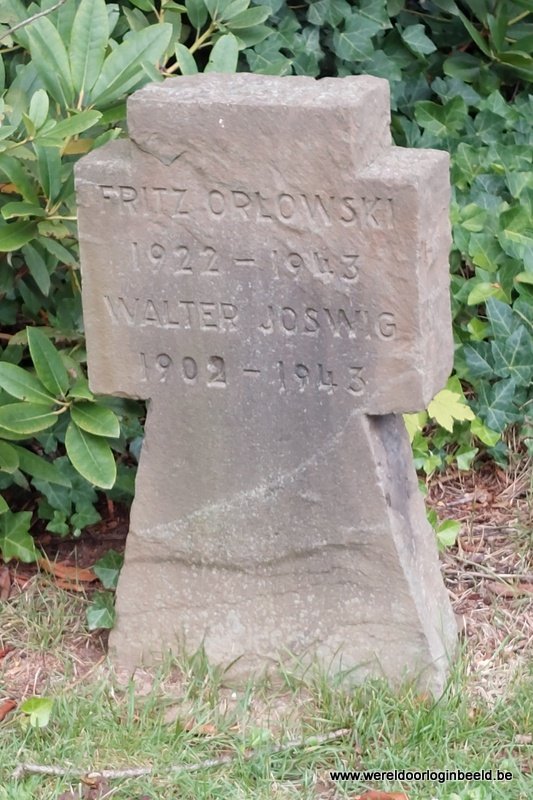 FRITZ ORLOWSKI
1922 – 1943
WALTER JOSWIG
1902 – 1943
www.wereldoorloginbeeld.be